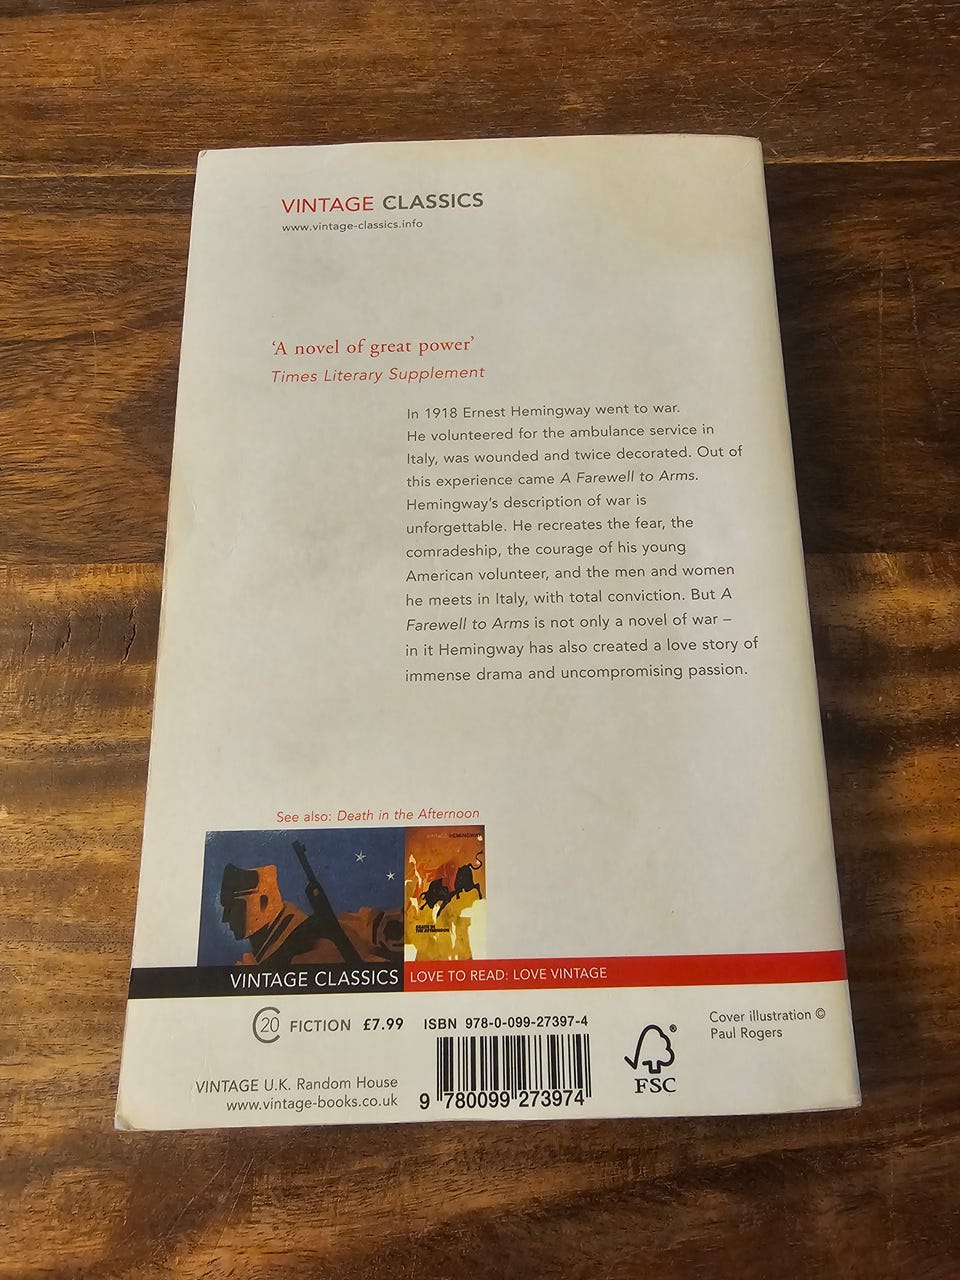 VINTAGE CLASSICS
www.vintage-classics.info
‘A novel of great power’
Times Literary Supplement
In 1918 Ernest Hemingway went to war.
He volunteered for the ambulance service in
Italy, was wounded and twice decorated. Out of
this experience came A Farewell to Arms.
Hemingway’s description of war is
unforgettable. He recreates the fear, the
comradeship, the courage of his young
American volunteer, and the men and women
he meets in Italy, with total conviction. But A
Farewell to Arms is not only a novel of war –
in it Hemingway has also created a love story of
immense drama and uncompromising passion.
See also: Death in the Afternoon
VINTAGE HEMINGWAY
DEATH IN
THE AFTERNOON
VINTAGE CLASSICS
LOVE TO READ: LOVE VINTAGE
C20 FICTION £7.99
ISBN 978-0-099-27397-4
9 780099 273974
VINTAGE U.K. Random House
www.vintage-books.co.uk
®
FSC
Cover illustration ©
Paul Rogers